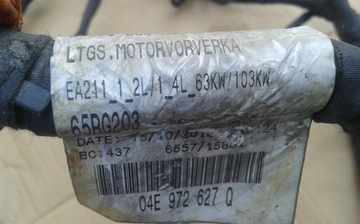 LTGS.MOTORVORVERKA
EA211_1_2L/1_4L_63KW/103KW
65RG203
DATE:
BC1437
04E 972 627 Q